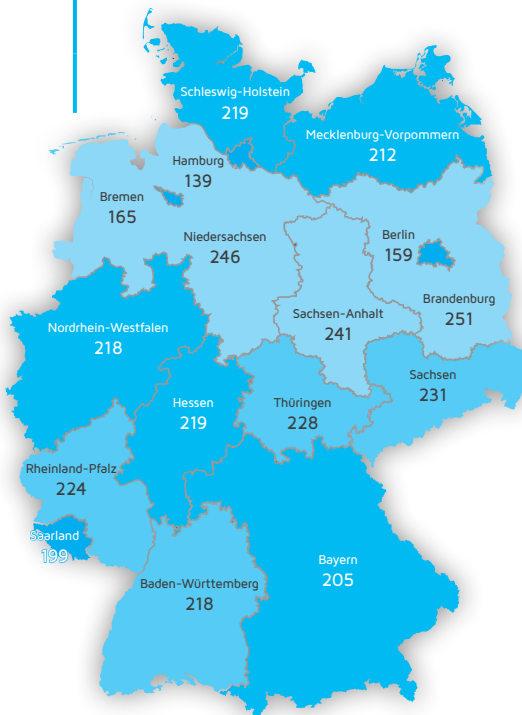 Schleswig-Holstein
219
Mecklenburg-Vorpommern
212
Hamburg
139
Bremen
165
Niedersachsen
246
Berlin
159
Brandenburg
251
Sachsen-Anhalt
241
Nordrhein-Westfalen
218
Sachsen
231
Hessen
219
Thüringen
228
Rheinland-Pfalz
224
Saarland
199
Bayern
205
Baden-Württemberg
218